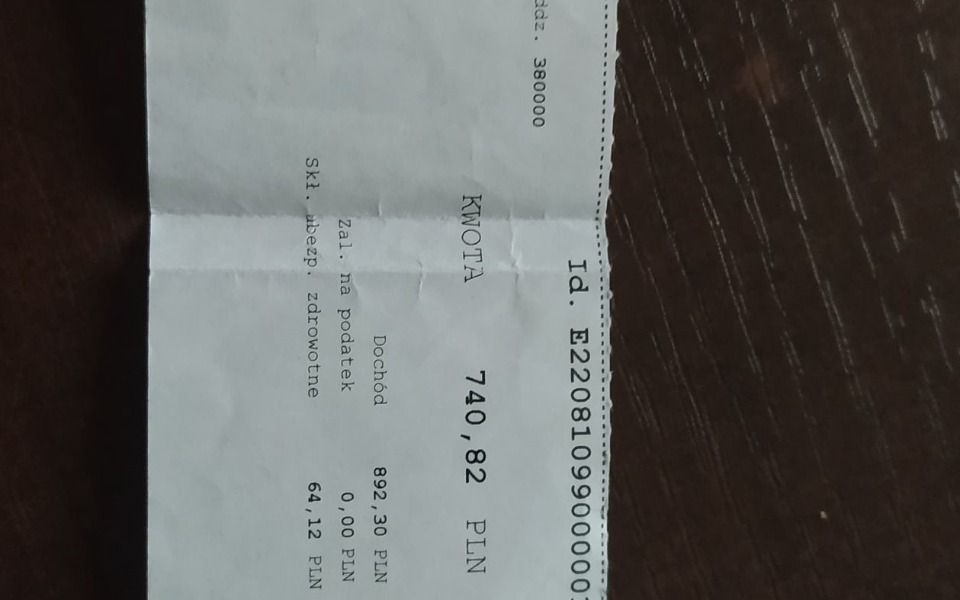 380000
Id. E2208109900000
KWOTA 740,82 PLN
Dochód 892,30 PLN
Zal. na podatek 0,00 PLN
Skł. ubezp. zdrowotne 64,12 PLN